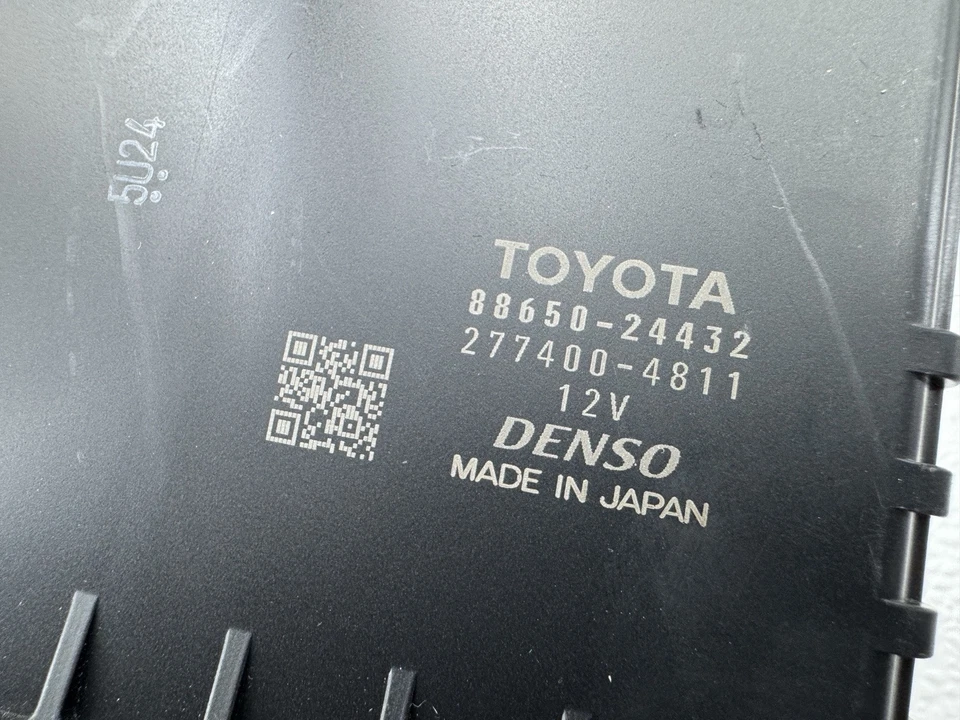 5U24
TOYOTA
88650-24432
277400-4811
12V
DENSO
MADE IN JAPAN